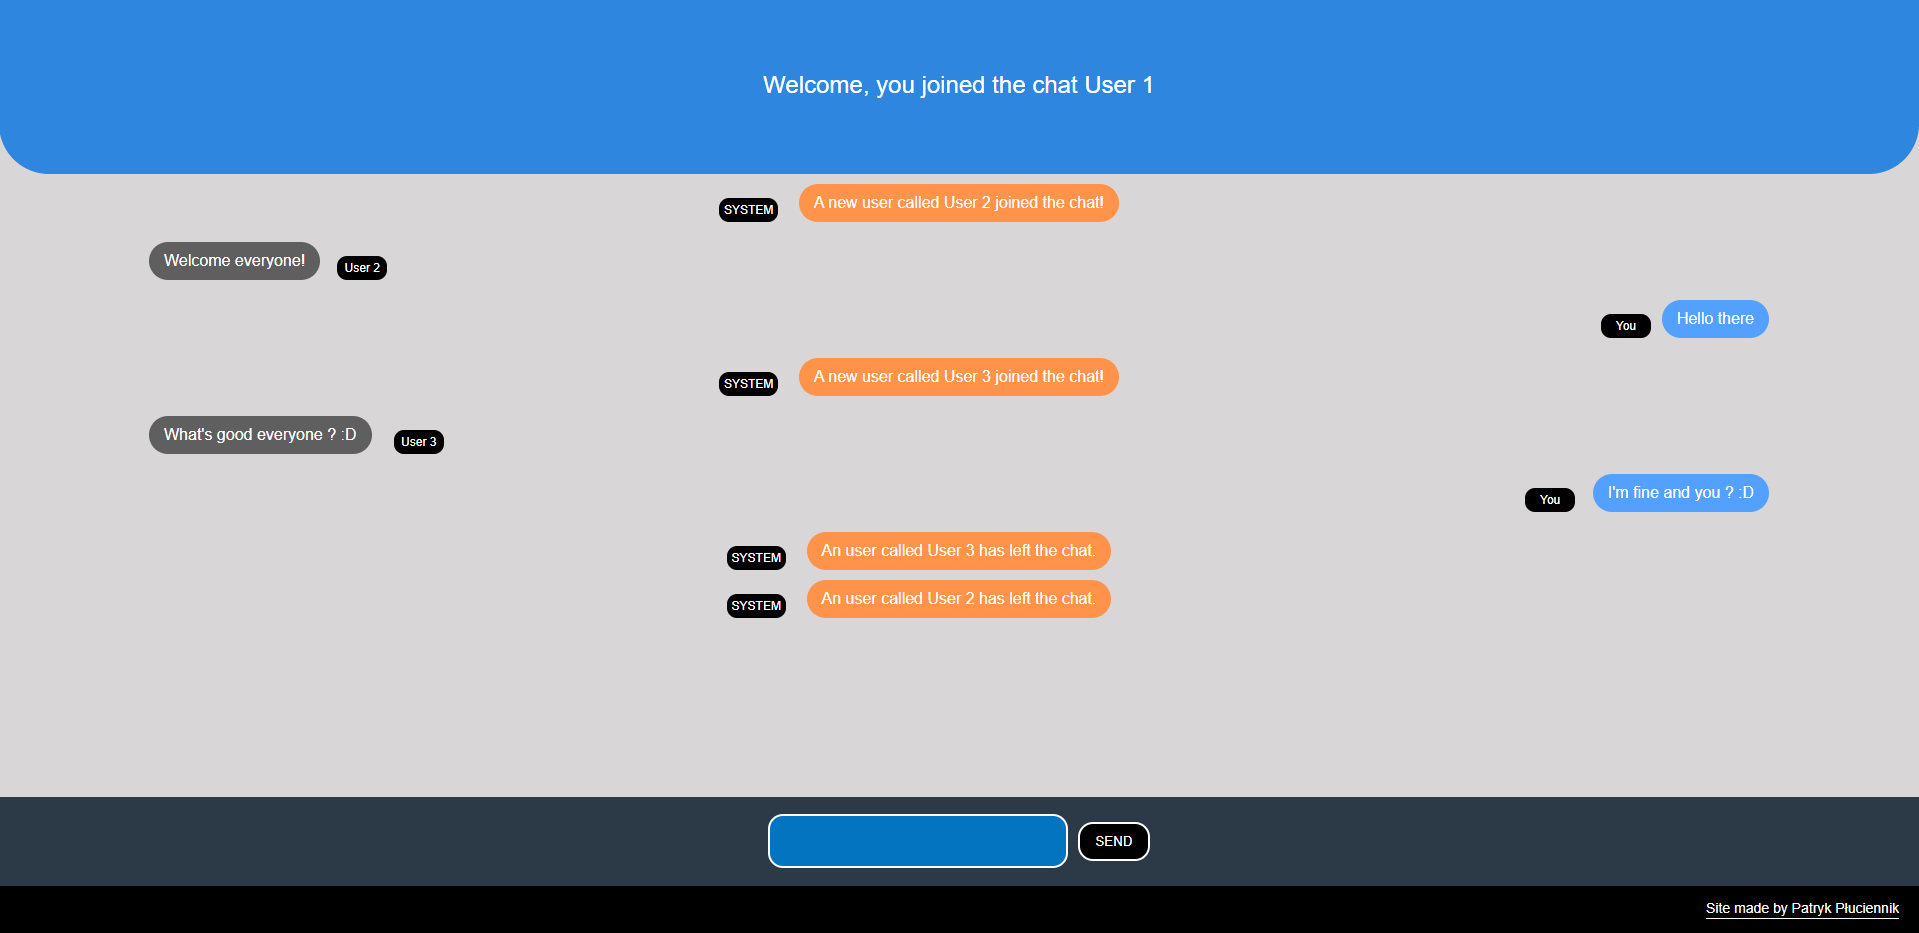 Welcome, you joined the chat User 1
SYSTEM A new user called User 2 joined the chat!
Welcome everyone! User 2
You Hello there
SYSTEM A new user called User 3 joined the chat!
What's good everyone ? :D User 3
You I'm fine and you ? :D
SYSTEM An user called User 3 has left the chat.
SYSTEM An user called User 2 has left the chat.
SEND
Site made by Patryk Płuciennik